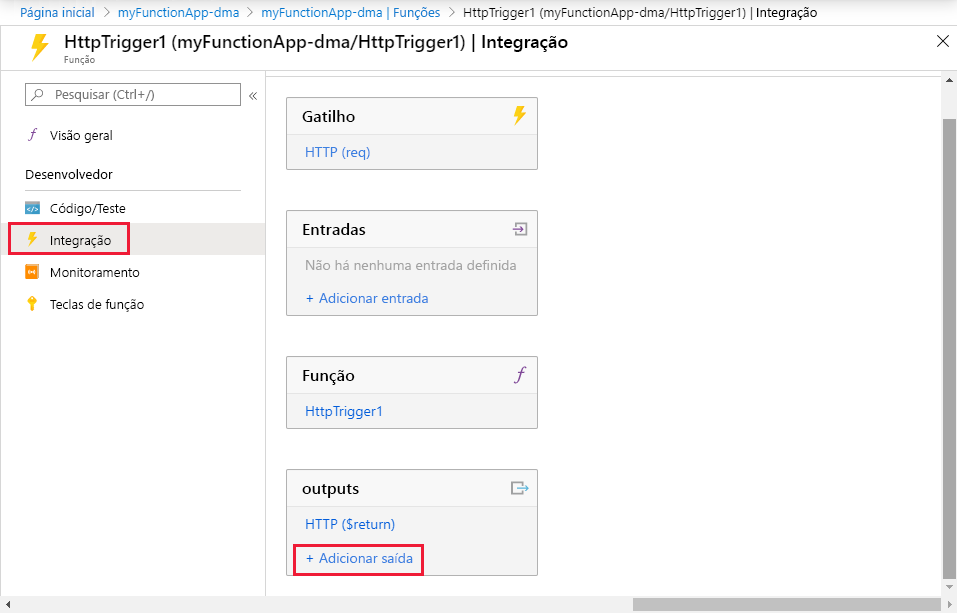 Página inicial > myFunctionApp-dma > myFunctionApp-dma | Funções > HttpTrigger1 (myFunctionApp-dma/HttpTrigger1) | Integração
HttpTrigger1 (myFunctionApp-dma/HttpTrigger1) | Integração
Função
Pesquisar (Ctrl+/)
«
Visão geral
Desenvolvedor
Código/Teste
Integração
Monitoramento
Teclas de função
Gatilho
HTTP (req)
Entradas
Não há nenhuma entrada definida
+ Adicionar entrada
Função
HttpTrigger1
outputs
HTTP ($return)
+ Adicionar saída